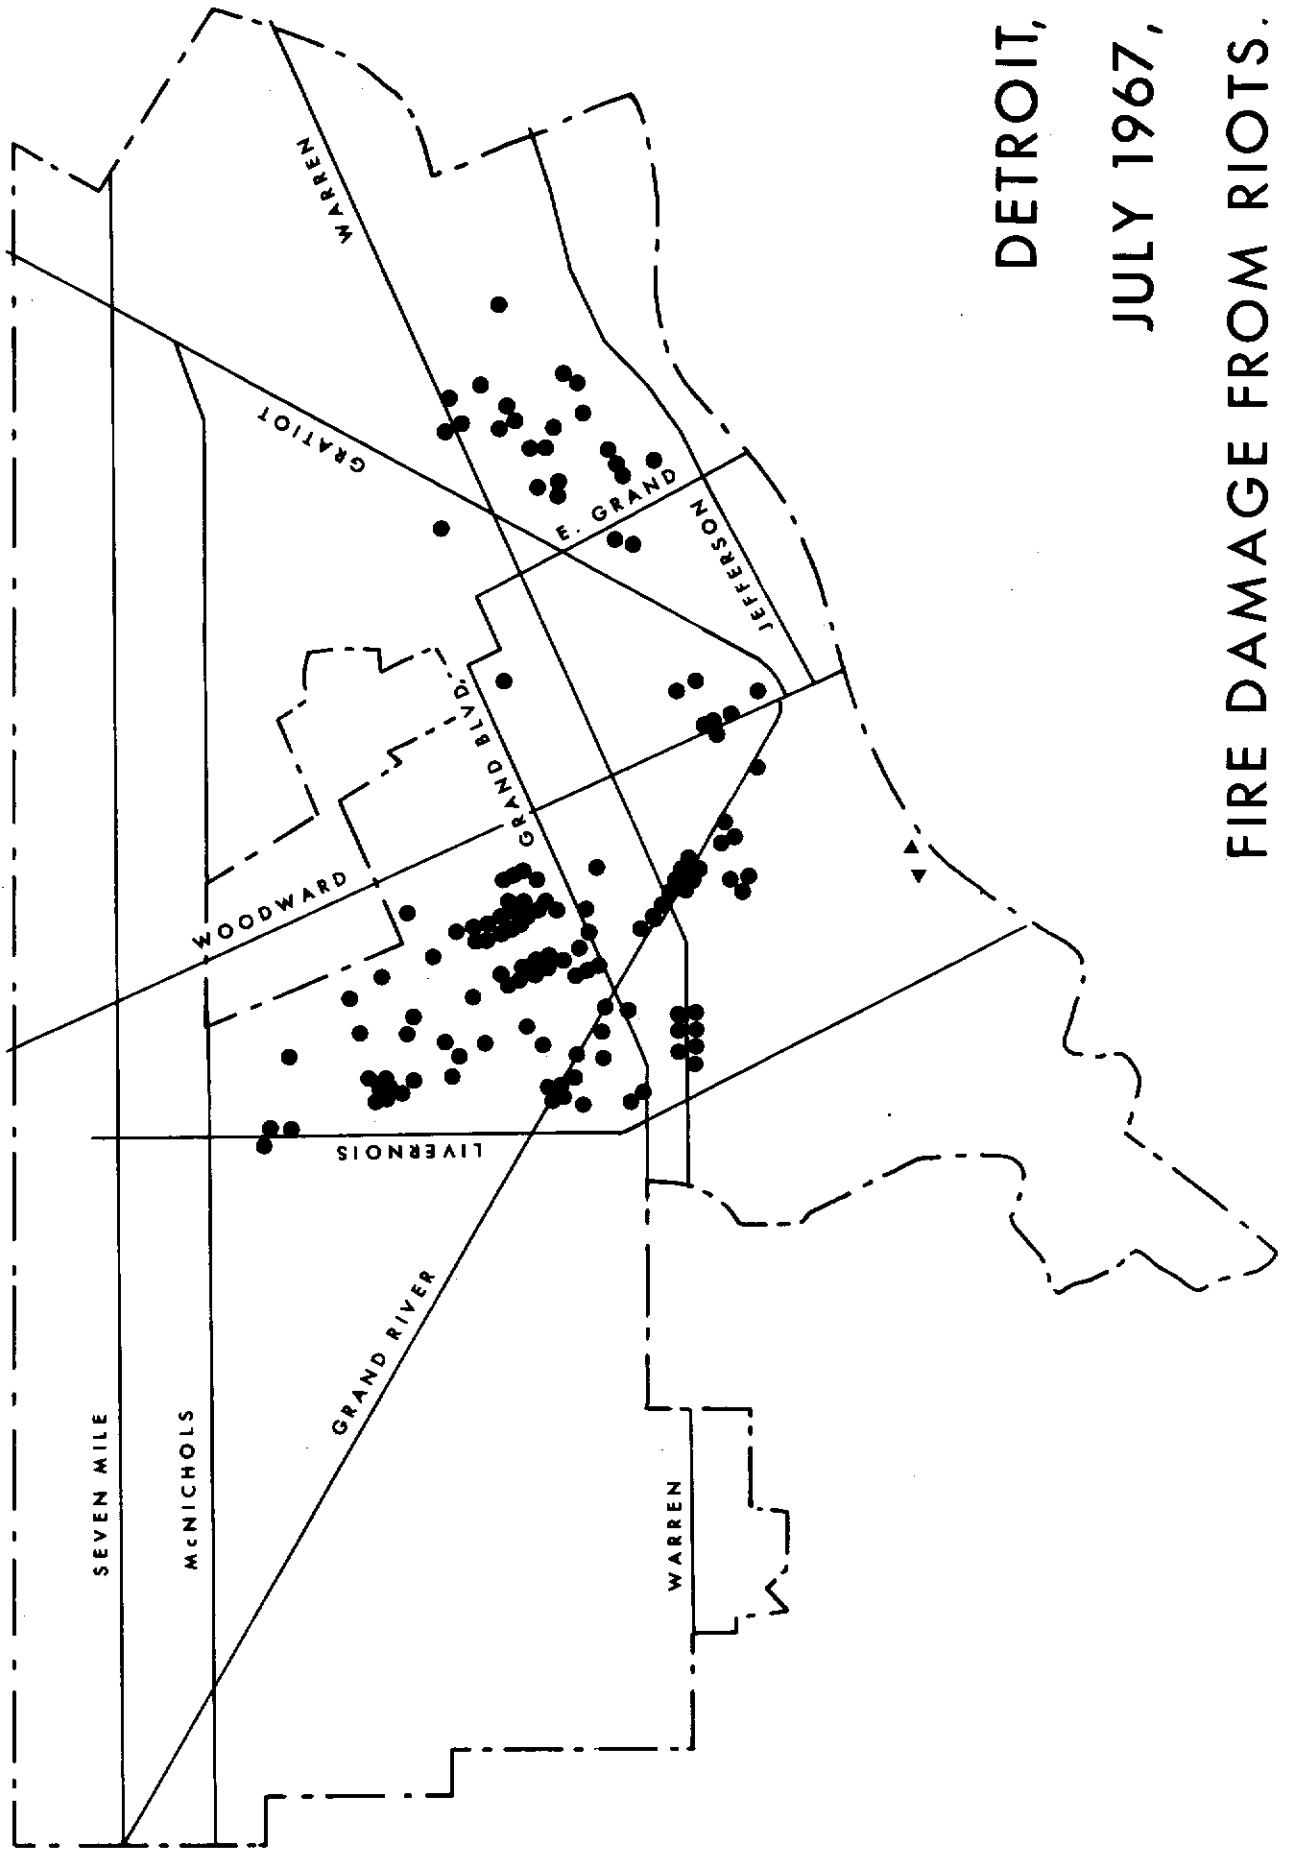 SEVEN MILE
McNICHOLS
GRAND RIVER
WARREN
LIVERNOIS
WOODWARD
GRAND BLVD.
GRATIOT
E. GRAND
JEFFERSON
WARREN
DETROIT,
JULY 1967,
FIRE DAMAGE FROM RIOTS.